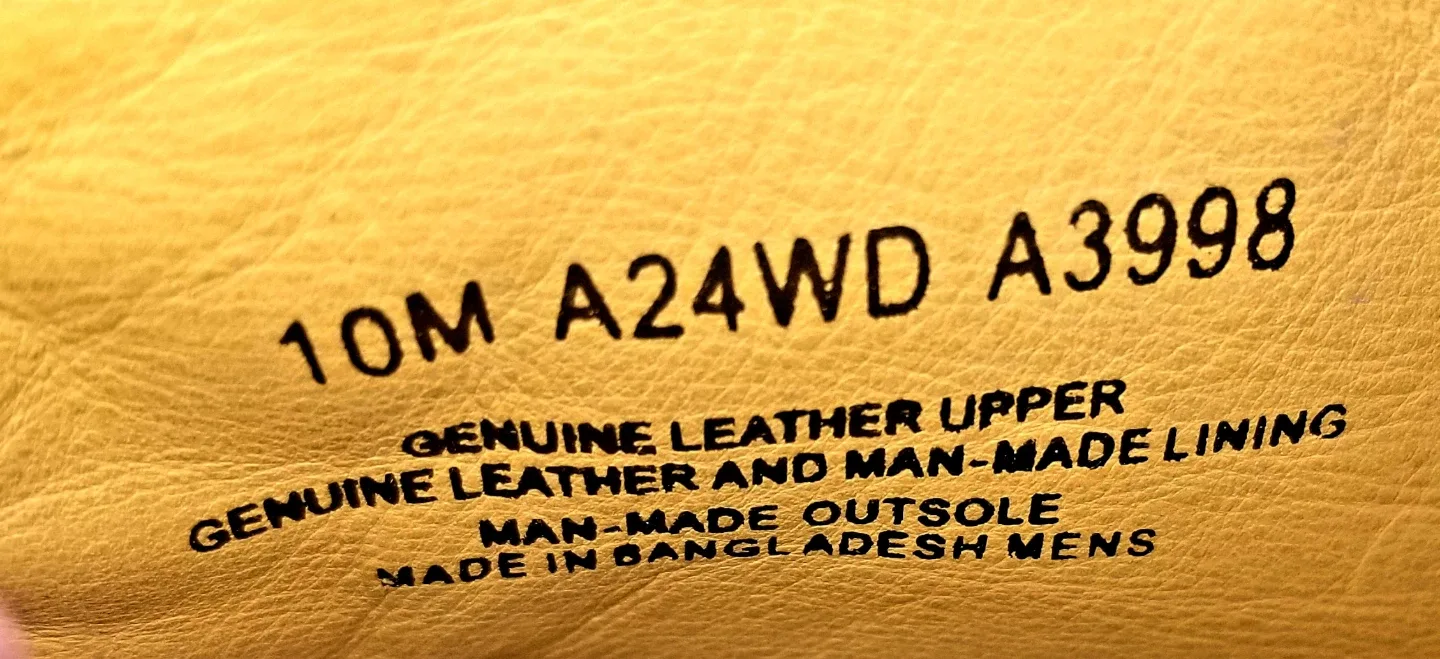 10M A24WD A3998
GENUINE LEATHER UPPER
GENUINE LEATHER AND MAN-MADE LINING
MAN-MADE OUTSOLE
MADE IN BANGLADESH MENS